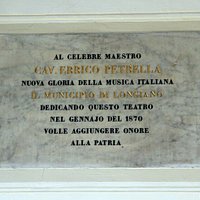 AL CELEBRE MAESTRO
CAV. ERRICO PETRELLA
NUOVA GLORIA DELLA MUSICA ITALIANA
IL MUNICIPIO DI LONGIANO
DEDICANDO QUESTO TEATRO
NEL GENNAJO DEL 1870
VOLLE AGGIUNGERE ONORE
ALLA PATRIA